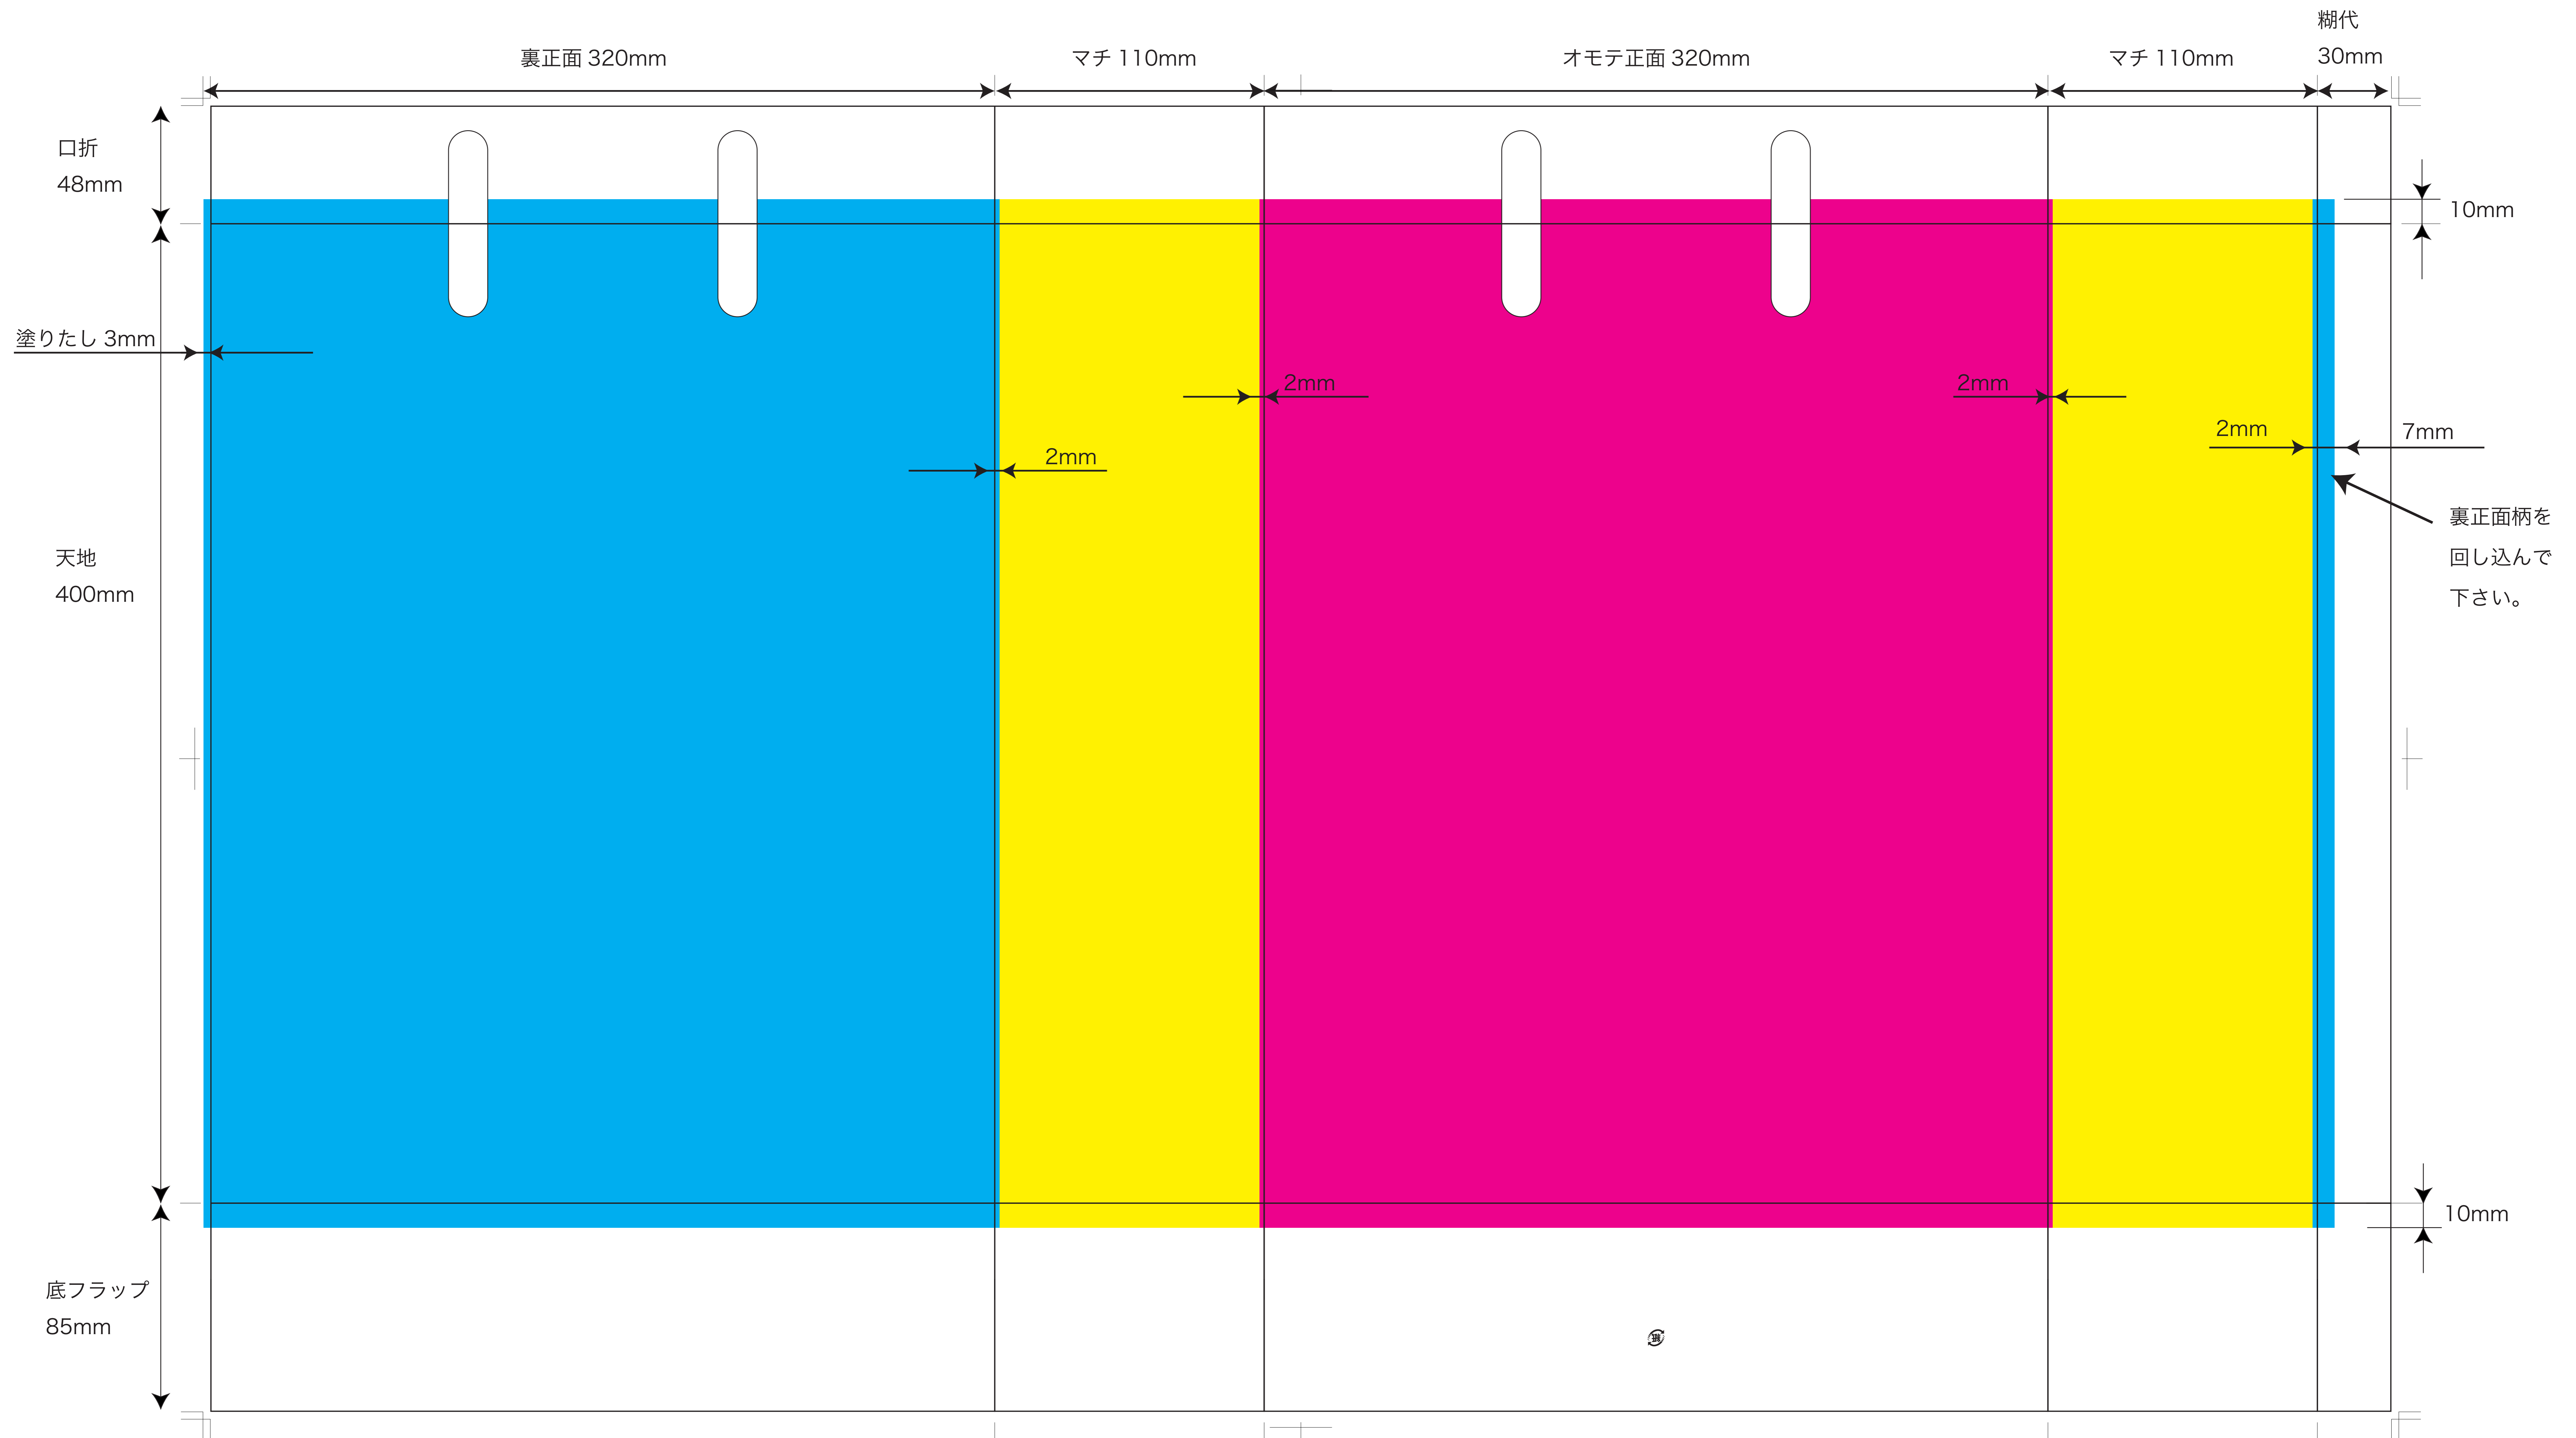 糊代
30mm
裏正面 320mm
マチ 110mm
オモテ正面 320mm
マチ 110mm
口折
48mm
10mm
塗りたし 3mm
2mm
2mm
2mm
7mm
2mm
裏正面柄を
回し込んで
下さい。
天地
400mm
10mm
底フラップ
85mm
紙